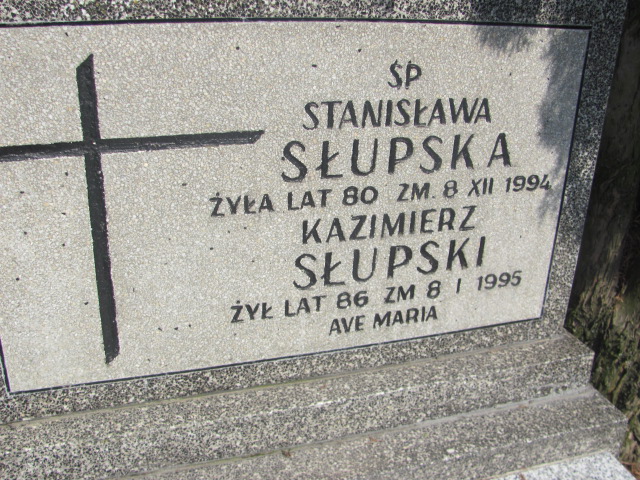 ŚP
STANISŁAWA
SŁUPSKA
ŻYŁA LAT 80 ZM. 8 XII 1994
KAZIMIERZ
SŁUPSKI
ŻYŁ LAT 86 ZM 8 I 1995
AVE MARIA